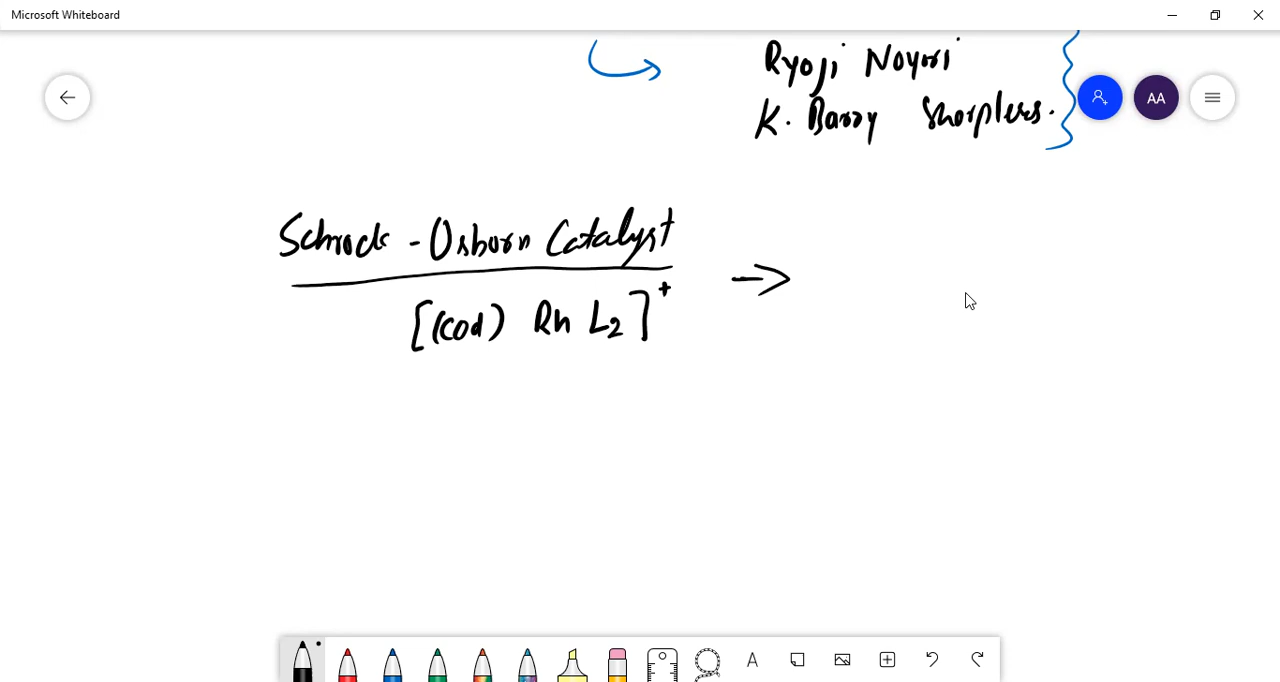 Microsoft Whiteboard
Ryoji Noyori
K. Barry Sharpless.
AA
Schrock - Osborn Catalyst
[(cod) Rh L2]+
A